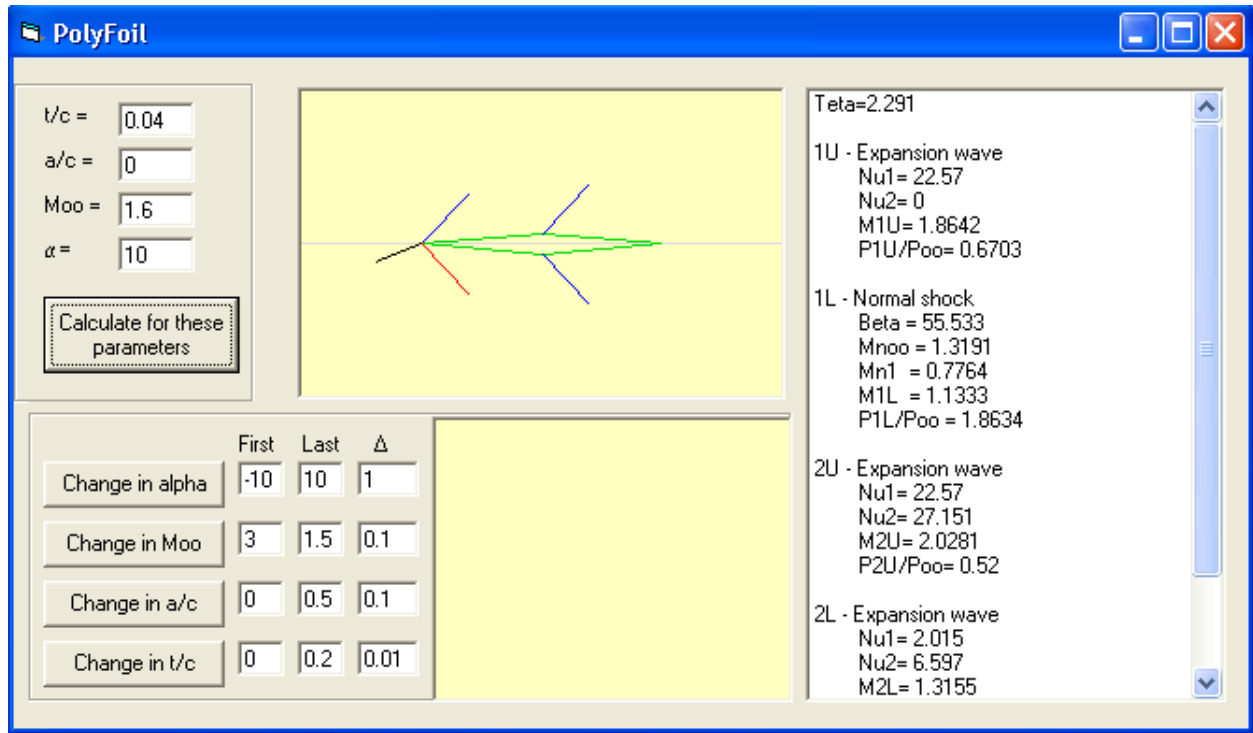 PolyFoil
t/c = 0.04
a/c = 0
Moo = 1.6
α = 10
Calculate for these
parameters
First Last Δ
Change in alpha -10 10 1
Change in Moo 3 1.5 0.1
Change in a/c 0 0.5 0.1
Change in t/c 0 0.2 0.01
Teta=2.291
1U - Expansion wave
Nu1= 22.57
Nu2= 0
M1U= 1.8642
P1U/Poo= 0.6703
1L - Normal shock
Beta = 55.533
Mnoo = 1.3191
Mn1 = 0.7764
M1L = 1.1333
P1L/Poo = 1.8634
2U - Expansion wave
Nu1= 22.57
Nu2= 27.151
M2U= 2.0281
P2U/Poo= 0.52
2L - Expansion wave
Nu1= 2.015
Nu2= 6.597
M2L= 1.3155